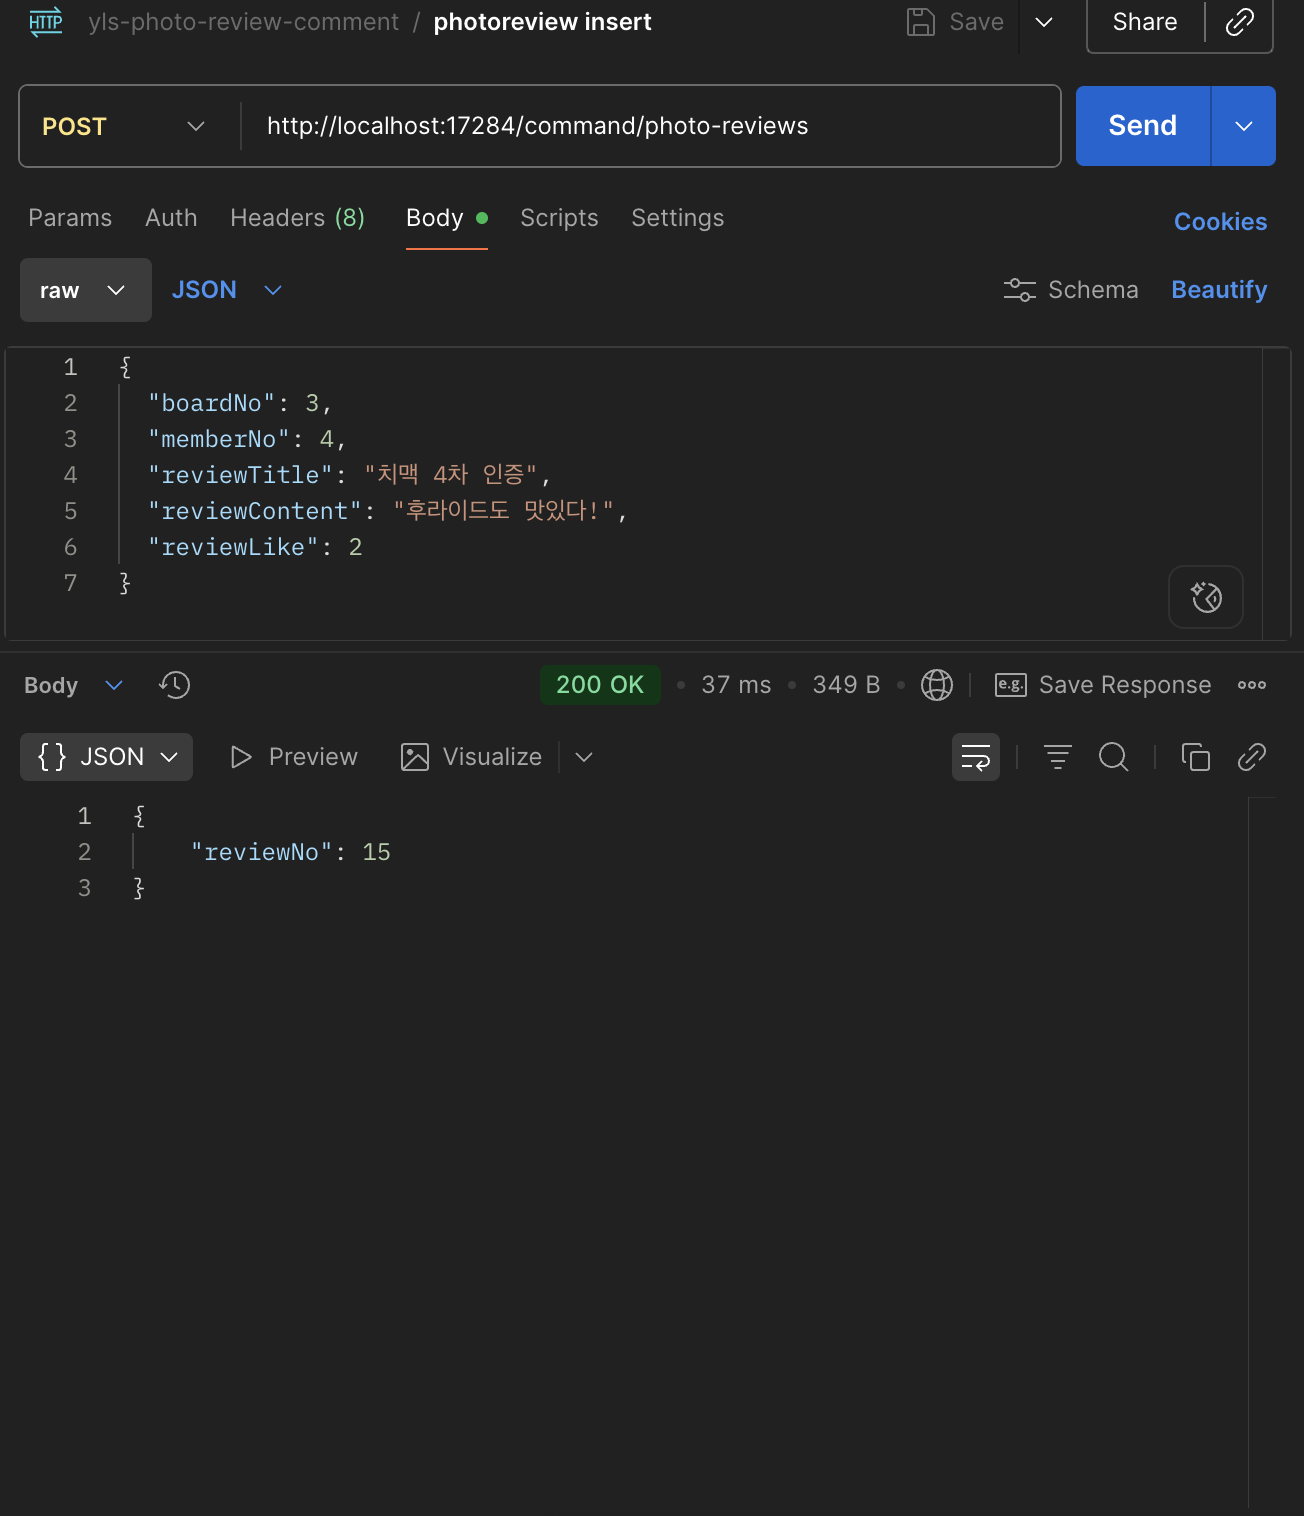 HTTP yls-photo-review-comment / photoreview insert Save Share
POST http://localhost:17284/command/photo-reviews Send
Params Auth Headers (8) Body Scripts Settings Cookies
raw JSON Schema Beautify
1 {
2 "boardNo": 3,
3 "memberNo": 4,
4 "reviewTitle": "치맥 4차 인증",
5 "reviewContent": "후라이드도 맛있다!",
6 "reviewLike": 2
7 }
Body 200 OK • 37 ms • 349 B • e.g. Save Response
{} JSON Preview Visualize
1 {
2 "reviewNo": 15
3 }